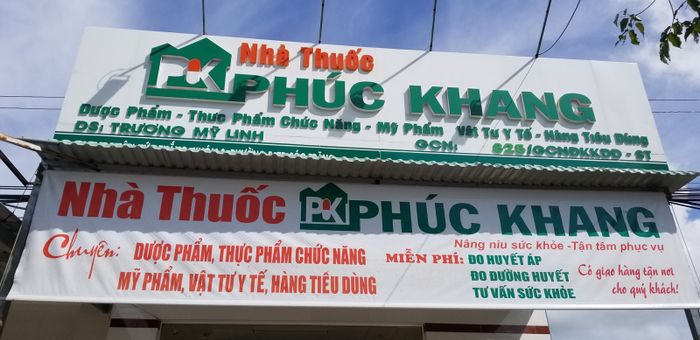 Nhà Thuốc
PK PHÚC KHANG
Dược Phẩm - Thực Phẩm Chức Năng - Mỹ Phẩm Vật Tư Y Tế - Hàng Tiêu Dùng
DS: TRƯƠNG MỸ LINH GCN: 625/GCNDKKDD - ST
Nhà Thuốc PK PHÚC KHANG
Nâng niu sức khỏe -Tận tâm phục vụ
Chuyên: DƯỢC PHẨM, THỰC PHẨM CHỨC NĂNG
MỸ PHẨM, VẬT TƯ Y TẾ, HÀNG TIÊU DÙNG
MIỄN PHÍ: ĐO HUYẾT ÁP
ĐO ĐƯỜNG HUYẾT
TƯ VẤN SỨC KHỎE
Có giao hàng tận nơi
cho quý khách!